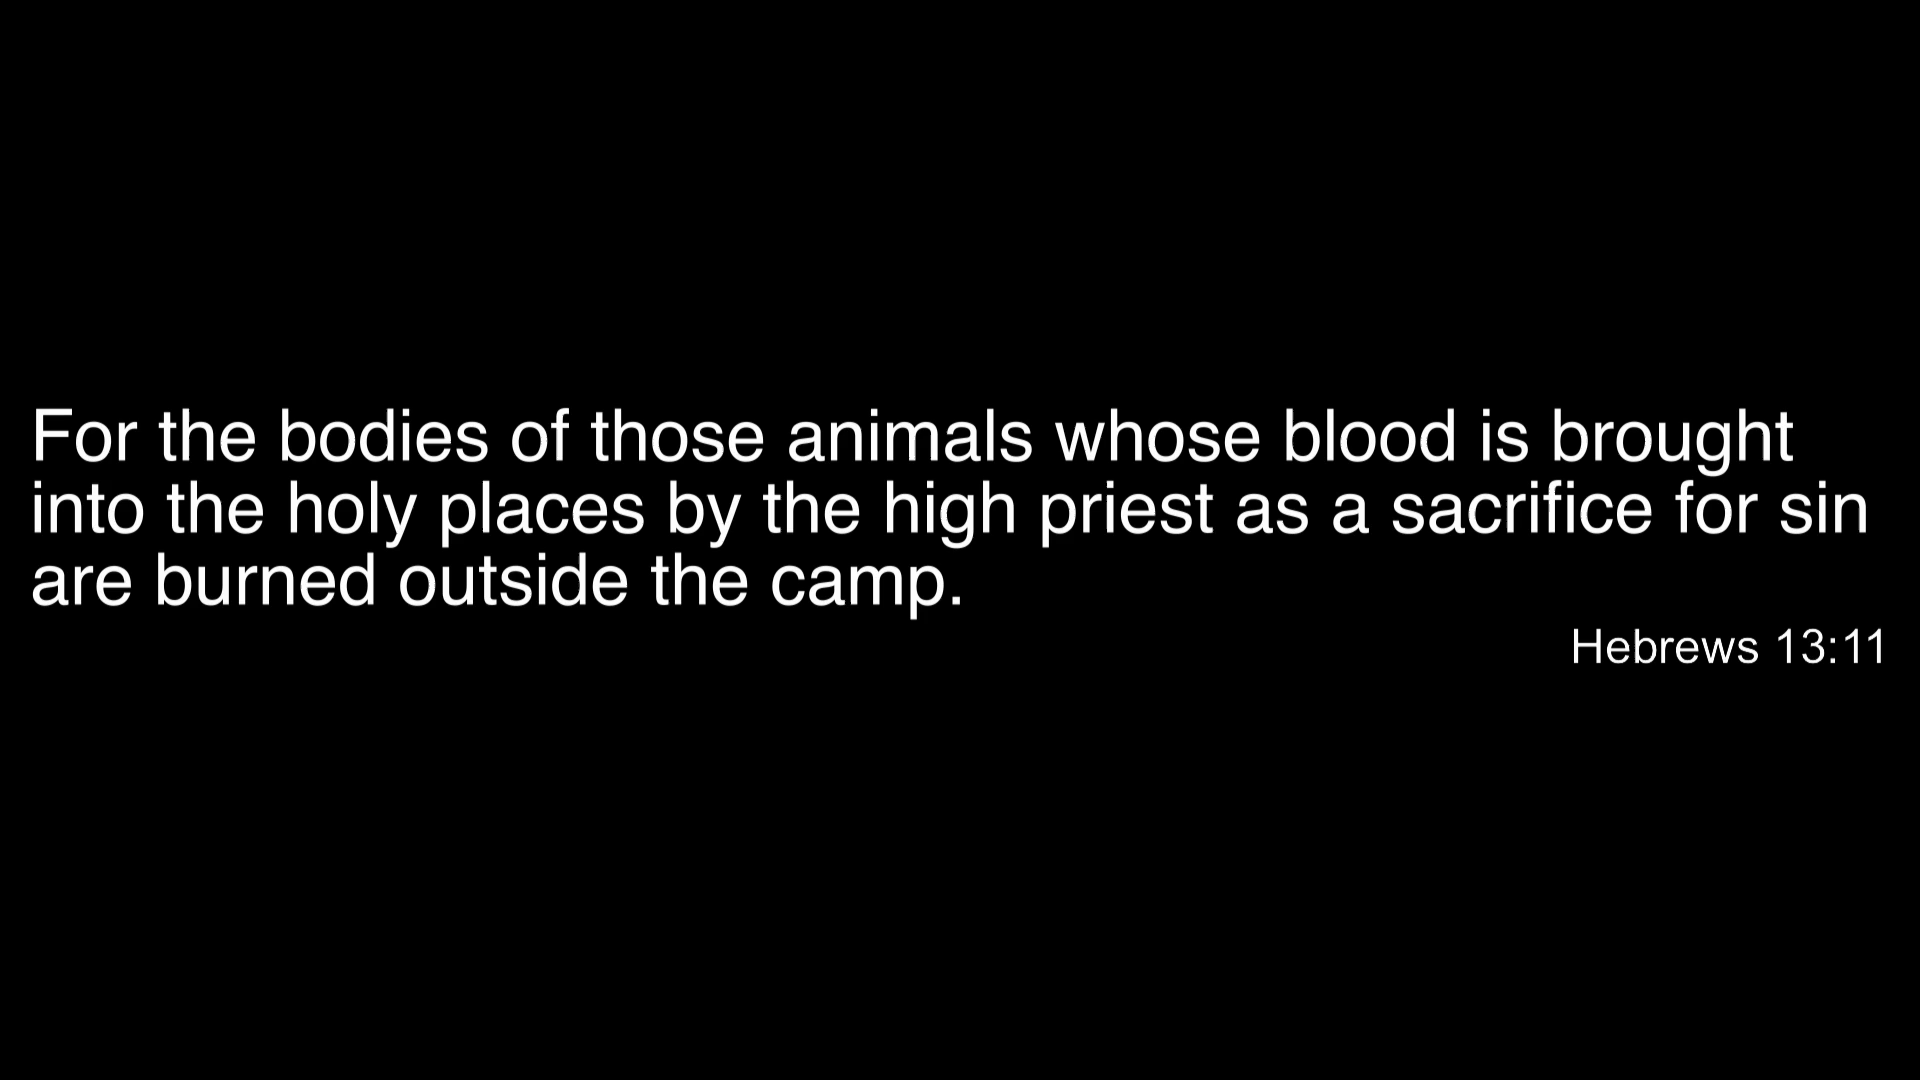 For the bodies of those animals whose blood is brought
into the holy places by the high priest as a sacrifice for sin
are burned outside the camp.
Hebrews 13:11